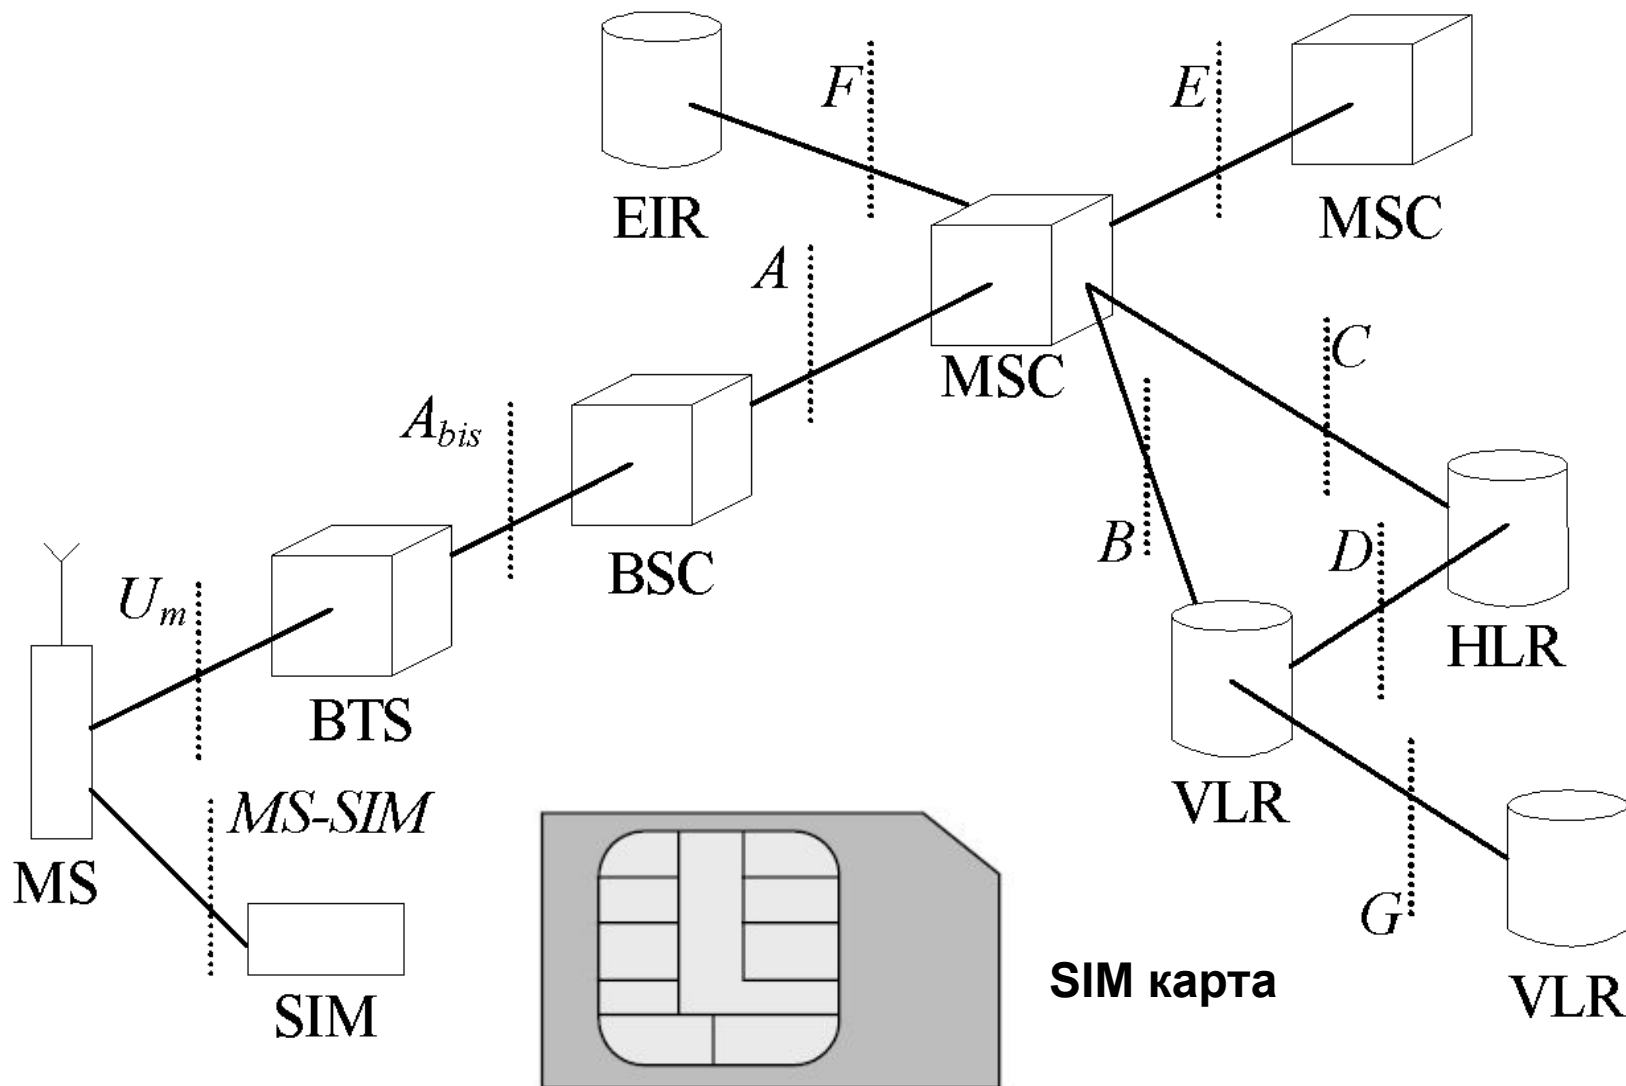 F
E
EIR
MSC
A
MSC
C
A_bis
B
D
BSC
U_m
HLR
BTS
VLR
MS-SIM
MS
G
SIM карта
VLR
SIM